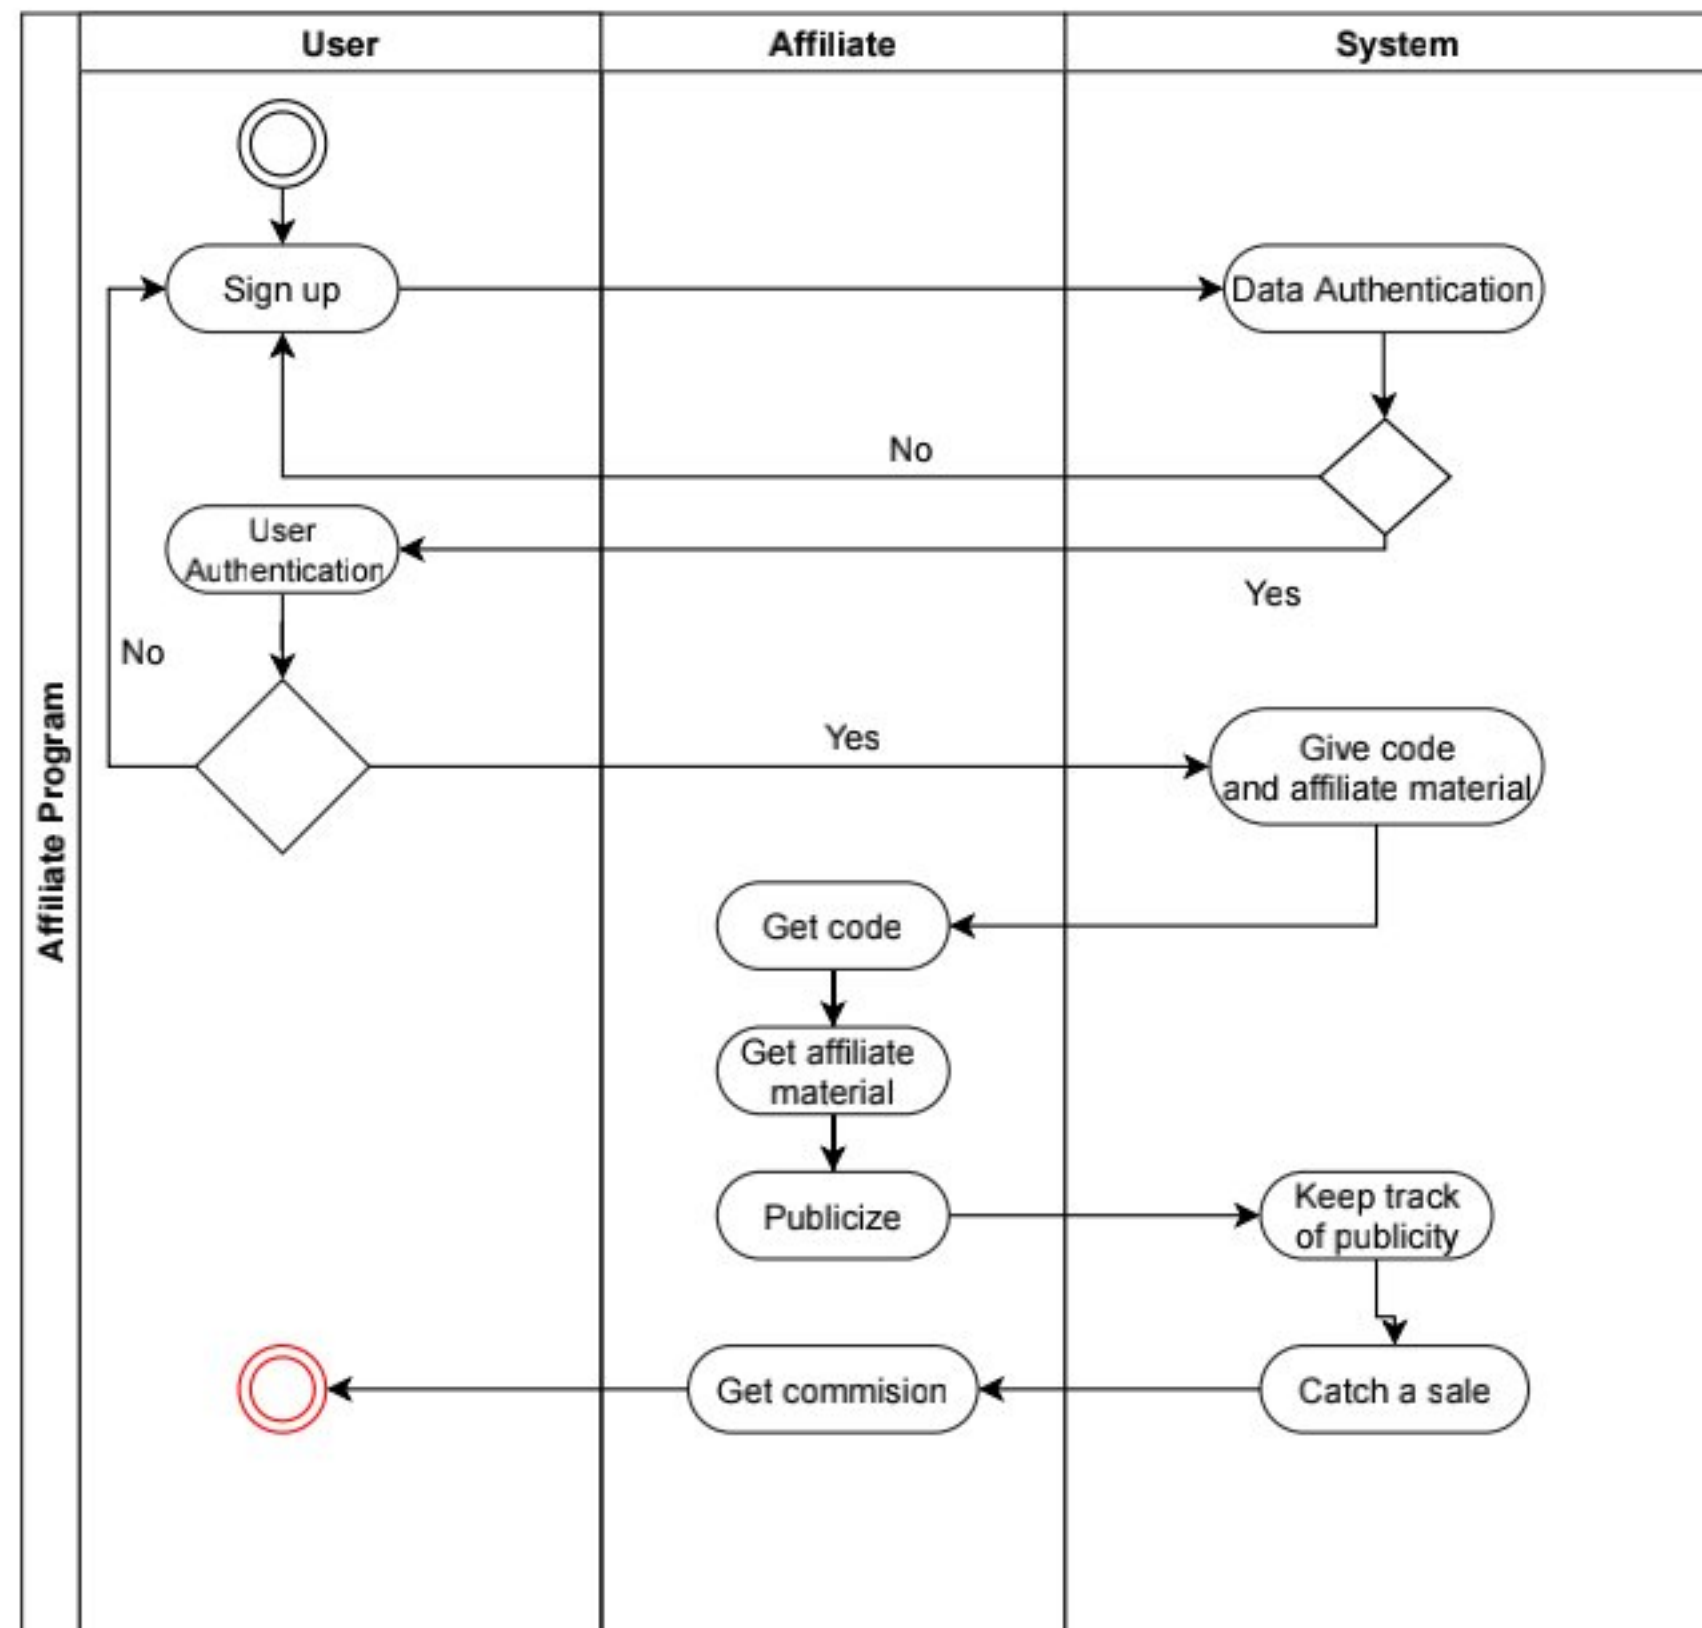 User
Affiliate
System
Affiliate Program
Sign up
Data Authentication
No
User
Authentication
Yes
No
Yes
Give code
and affiliate material
Get code
Get affiliate
material
Publicize
Keep track
of publicity
Get commision
Catch a sale